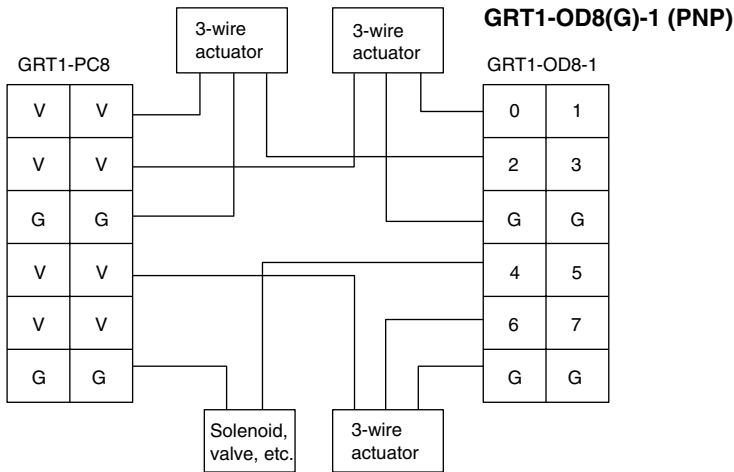 GRT1-OD8(G)-1 (PNP)
3-wire
actuator
3-wire
actuator
GRT1-PC8
GRT1-OD8-1
V V 0 1
V V 2 3
G G G G
V V 4 5
V V 6 7
G G G G
Solenoid,
valve, etc.
3-wire
actuator